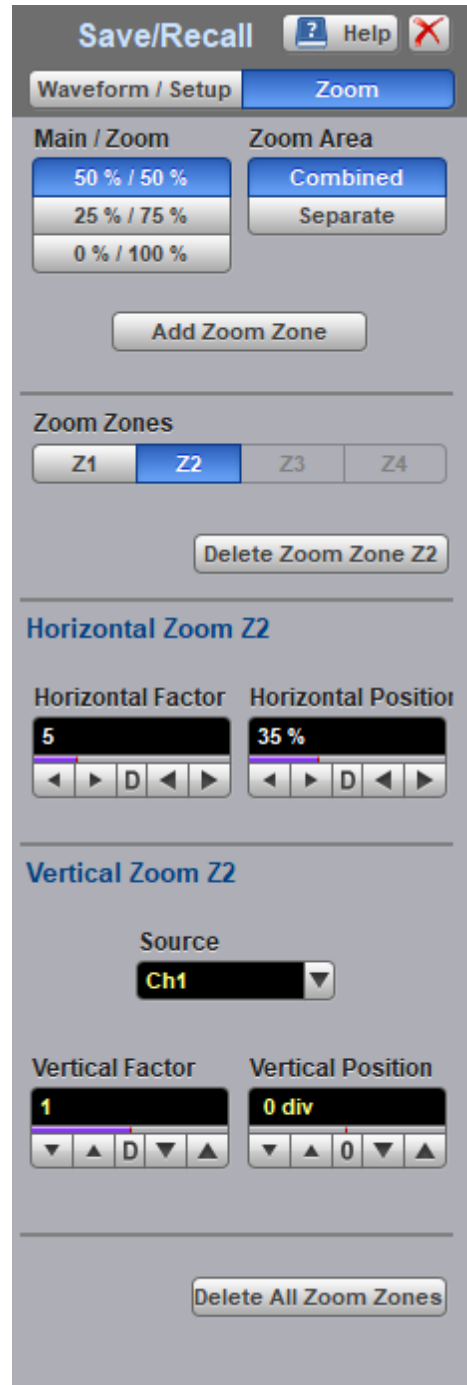 Save/Recall ? Help
Waveform / Setup Zoom
Main / Zoom Zoom Area
50 % / 50 % Combined
25 % / 75 % Separate
0 % / 100 %
Add Zoom Zone
Zoom Zones
Z1 Z2 Z3 Z4
Delete Zoom Zone Z2
Horizontal Zoom Z2
Horizontal Factor Horizontal Position
5 35 %
D D
Vertical Zoom Z2
Source
Ch1
Vertical Factor Vertical Position
1 0 div
D 0
Delete All Zoom Zones